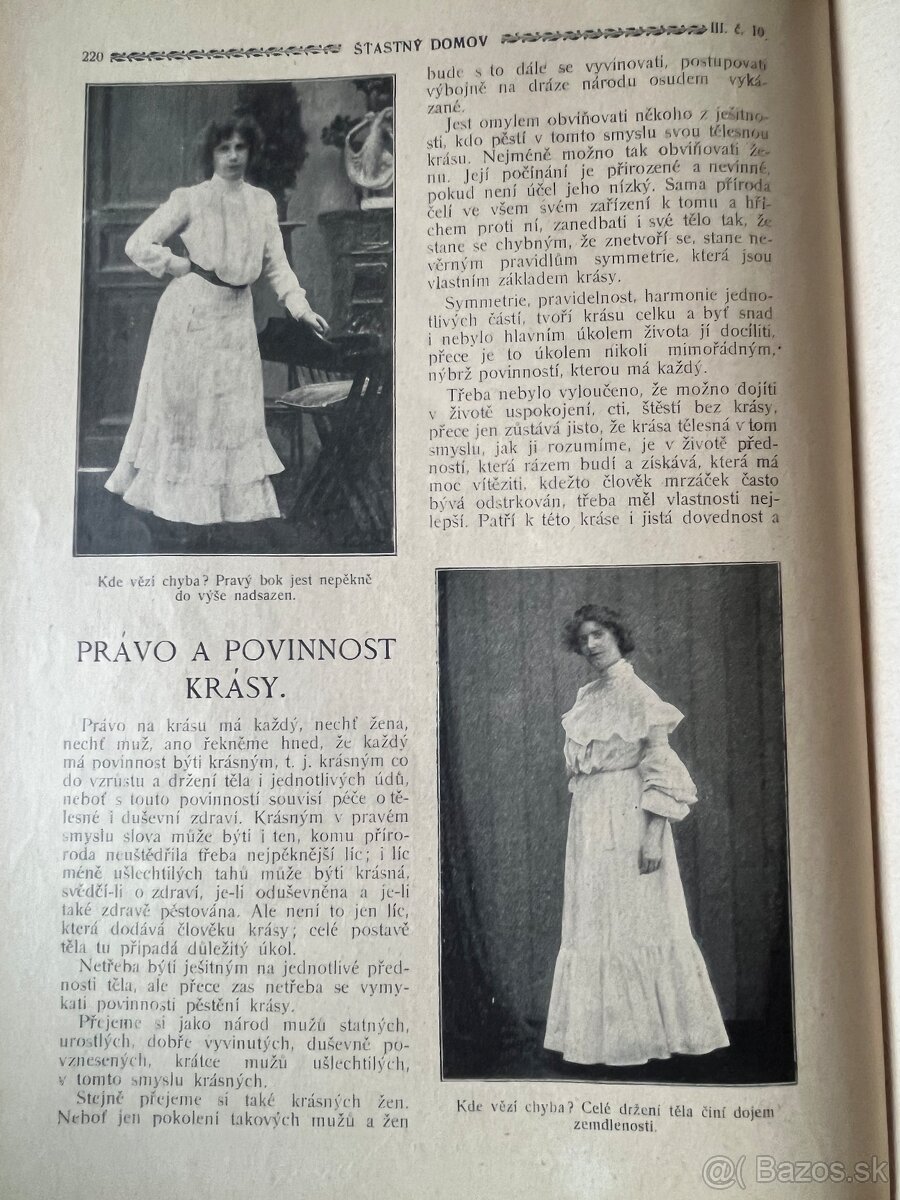 220
ŠŤASTNÝ DOMOV
III. č. 10.
Kde vězí chyba? Pravý bok jest nepěkně
do výše nadsazen.
PRÁVO A POVINNOST
KRÁSY.
Právo na krásu má každý, nechť žena,
nechť muž, ano řekněme hned, že každý
má povinnost býti krásným, t. j. krásným co
do vzrůstu a držení těla i jednotlivých údů,
neboť s touto povinností souvisí péče o tě-
lesné i duševní zdraví. Krásným v pravém
smyslu slova může býti i ten, komu příro-
roda neuštědřila třeba nejpěknější líc; i líc
méně ušlechtilých tahů může býti krásná,
svědčí-li o zdraví, je-li oduševněna a je-li
také zdravě pěstována. Ale není to jen líc,
která dodává člověku krásy; celé postavě
těla tu připadá důležitý úkol.
Netřeba býti ješitným na jednotlivé před-
nosti těla, ale přece zas netřeba se vymy-
kati povinnosti pěstění krásy.
Přejeme si jako národ mužů statných,
urostlých, dobře vyvinutých, duševně po-
vznesených, krátce mužů ušlechtilých,
v tomto smyslu krásných.
Stejně přejeme si také krásných žen.
Neboť jen pokolení takových mužů a žen
bude s to dále se vyvinovati, postupovati
výbojně na dráze národu osudem vyká-
zané.
Jest omylem obviňovati někoho z ješitno-
sti, kdo pěstí v tomto smyslu svou tělesnou
krásu. Nejméně možno tak obviňovati že-
nu. Její počínání je přirozené a nevinné,
pokud není účel jeho nízký. Sama příroda
čelí ve všem svém zařízení k tomu a hří-
chem proti ní, zanedbati i své tělo tak, že
stane se chybným, že znetvoří se, stane ne-
věrným pravidlům symmetrie, která jsou
vlastním základem krásy.
Symmetrie, pravidelnost, harmonie jedno-
tlivých částí, tvoří krásu celku a byť snad
i nebylo hlavním úkolem života jí docíliti,
přece je to úkolem nikoli mimořádným,
nýbrž povinností, kterou má každý.
Třeba nebylo vyloučeno, že možno dojíti
v životě uspokojení, cti, štěstí bez krásy,
přece jen zůstává jisto, že krása tělesná v tom
smyslu, jak ji rozumíme, je v životě před-
ností, která rázem budí a získává, která má
moc vítěziti, kdežto člověk mrzáček často
bývá odstrkován, třeba měl vlastnosti nej-
lepší. Patří k této kráse i jistá dovednost a
Kde vězí chyba? Celé držení těla činí dojem
zemdlenosti.
@( Bazos.sk